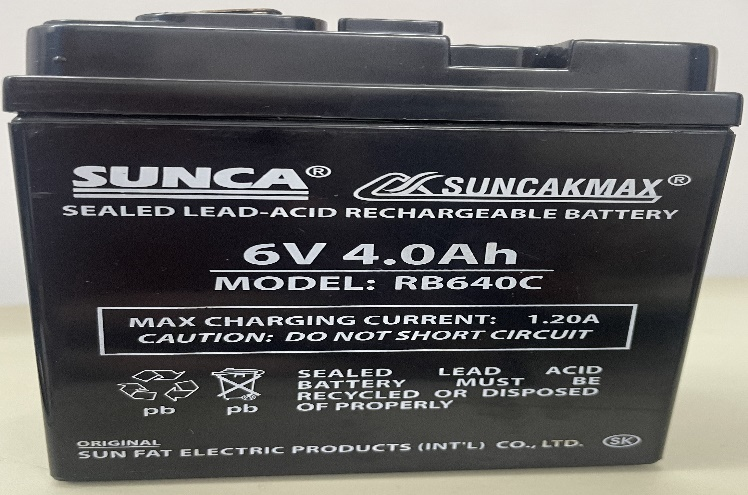 SUNCA® SUNCAKMAX®
SEALED LEAD-ACID RECHARGEABLE BATTERY
6V 4.0Ah
MODEL: RB640C
MAX CHARGING CURRENT: 1.20A
CAUTION: DO NOT SHORT CIRCUIT
pb pb
SEALED LEAD ACID
BATTERY MUST BE
RECYCLED OR DISPOSED
OF PROPERLY
ORIGINAL
SUN FAT ELECTRIC PRODUCTS (INT'L) CO., LTD. SK